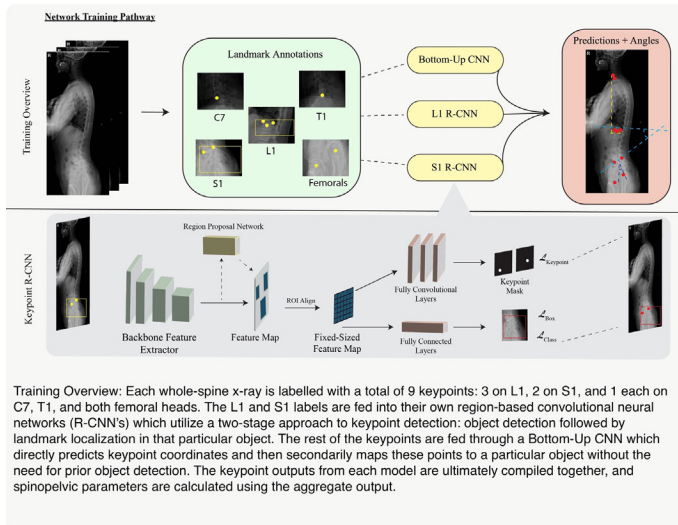 Network Training Pathway
Training Overview
Landmark Annotations
C7
T1
L1
S1
Femorals
Bottom-Up CNN
L1 R-CNN
S1 R-CNN
Predictions + Angles
Keypoint R-CNN
Region Proposal Network
Backbone Feature
Extractor
Feature Map
ROI Align
Fixed-Sized
Feature Map
Fully Convolutional
Layers
Fully Connected
Layers
Keypoint
Mask
ℒKeypoint
ℒBox
ℒClass
Training Overview: Each whole-spine x-ray is labelled with a total of 9 keypoints: 3 on L1, 2 on S1, and 1 each on
C7, T1, and both femoral heads. The L1 and S1 labels are fed into their own region-based convolutional neural
networks (R-CNN's) which utilize a two-stage approach to keypoint detection: object detection followed by
landmark localization in that particular object. The rest of the keypoints are fed through a Bottom-Up CNN which
directly predicts keypoint coordinates and then secondarily maps these points to a particular object without the
need for prior object detection. The keypoint outputs from each model are ultimately compiled together, and
spinopelvic parameters are calculated using the aggregate output.